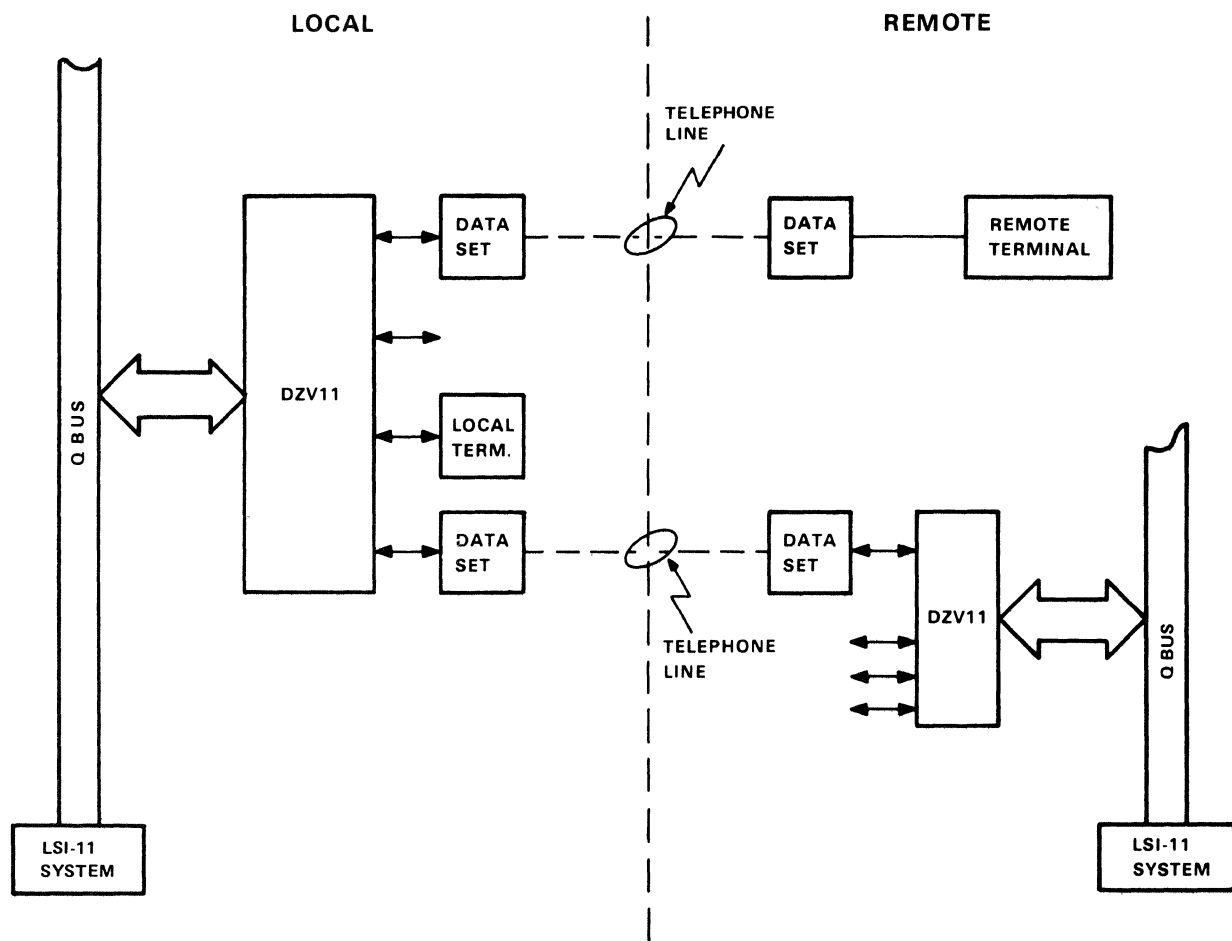 LOCAL
REMOTE
TELEPHONE
LINE
DATA
SET
DATA
SET
REMOTE
TERMINAL
DZV11
Q BUS
LOCAL
TERM.
DATA
SET
DATA
SET
DZV11
Q BUS
TELEPHONE
LINE
LSI-11
SYSTEM
LSI-11
SYSTEM